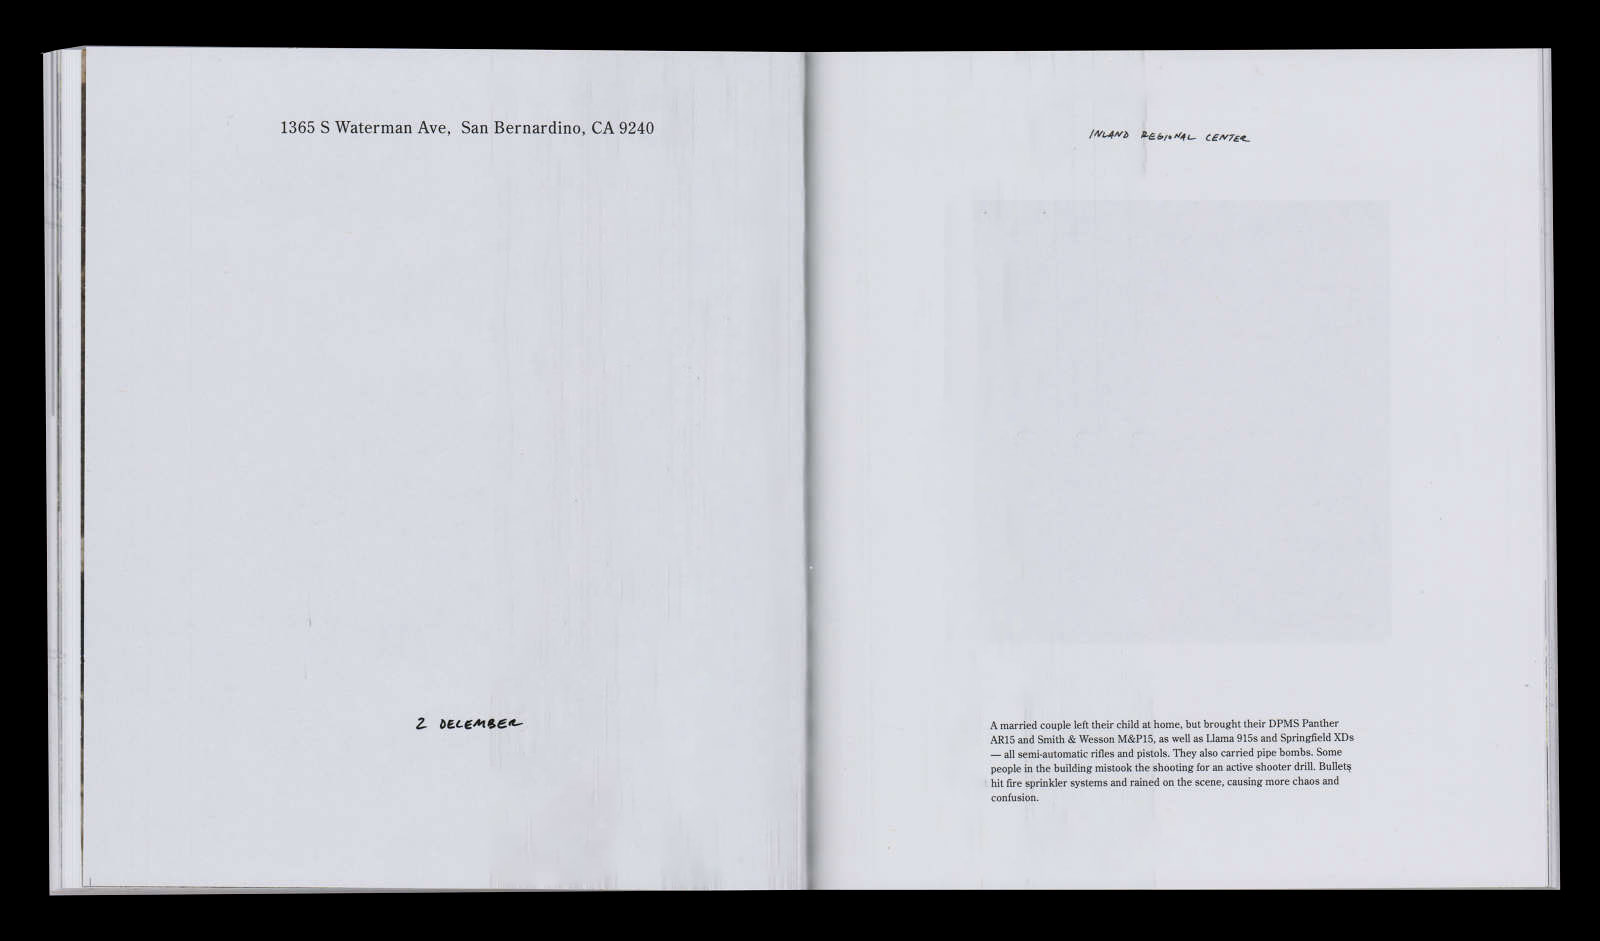 1365 S Waterman Ave, San Bernardino, CA 9240
2 DECEMBER
INLAND REGIONAL CENTER
A married couple left their child at home, but brought their DPMS Panther
AR15 and Smith & Wesson M&P15, as well as Llama 915s and Springfield XDs
— all semi-automatic rifles and pistols. They also carried pipe bombs. Some
people in the building mistook the shooting for an active shooter drill. Bullets
hit fire sprinkler systems and rained on the scene, causing more chaos and
confusion.